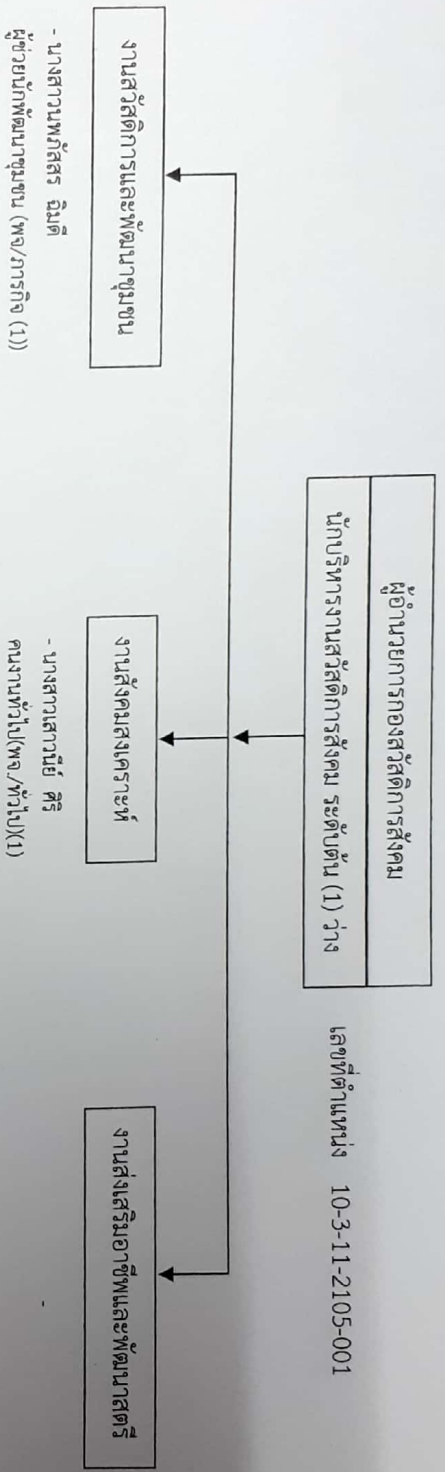 ผู้อำนวยการกองสวัสดิการสังคม
นักบริหารงานสวัสดิการสังคม ระดับต้น (1) ว่าง
เลขที่ตำแหน่ง 10-3-11-2105-001
งานสวัสดิการและพัฒนาชุมชน
- นางสาวนพภัสสร ฉิมดี
ผู้ช่วยนักพัฒนาชุมชน (พจ/ภารกิจ (1))
งานสังคมสงเคราะห์
- นางสาวเสาวนีย์ ศิริ
คนงานทั่วไป(พจ./ทั่วไป)(1)
งานส่งเสริมอาชีพและพัฒนาสตรี
-